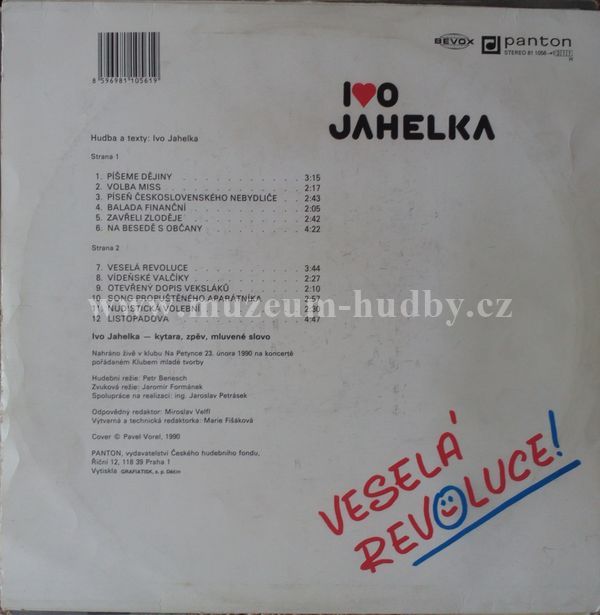 BEVOX panton
STEREO 81 1056
8 596981 105619
I♥O
JAHELKA
Hudba a texty: Ivo Jahelka
Strana 1
1. PÍŠEME DĚJINY 3:15
2. VOLBA MISS 2:17
3. PÍSEŇ ČESKOSLOVENSKÉHO NEBYDLIČE 2:43
4. BALADA FINANČNÍ 2:05
5. ZAVŘELI ZLODĚJE 2:42
6. NA BESEDĚ S OBČANY 4:22
Strana 2
7. VESELÁ REVOLUCE 3:44
8. VÍDEŇSKÉ VALČÍKY 2:27
9. OTEVŘENÝ DOPIS VEKSLÁKŮ 2:10
10. SONG PROPUŠTĚNÉHO APARÁTNÍKA 2:57
www.muzeum-hudby.cz
11. NUDISTICKÁ VOLEBNÍ 2:30
12. LISTOPADOVÁ 4:47
Ivo Jahelka — kytara, zpěv, mluvené slovo
Nahráno živě v klubu Na Petynce 23. února 1990 na koncertě
pořádaném Klubem mladé tvorby
Hudební režie: Petr Benesch
Zvuková režie: Jaromír Formánek
Spolupráce na realizaci: ing. Jaroslav Petrásek
Odpovědný redaktor: Miroslav Velfl
Výtvarná a technická redaktorka: Marie Fišáková
Cover © Pavel Vorel, 1990
PANTON, vydavatelství Českého hudebního fondu,
Říční 12, 118 39 Praha 1
Vytiskla GRAFIATISK, s. p. Děčín
VESELÁ
REVOLUCE!